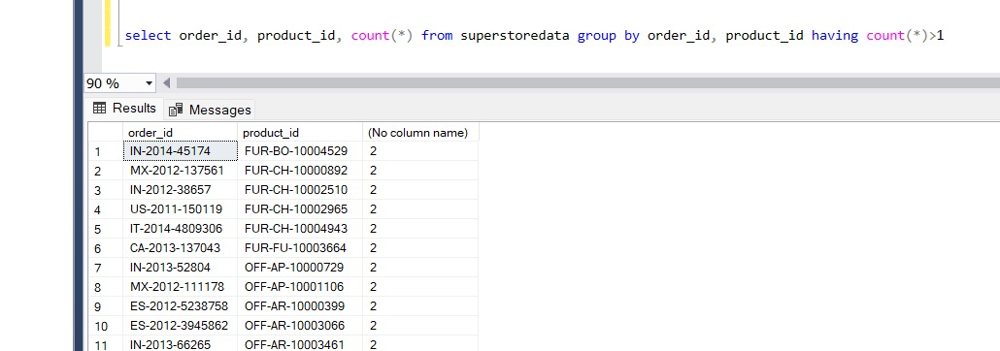 select order_id, product_id, count(*) from superstoredata group by order_id, product_id having count(*)>1
90 %
Results Messages
order_id product_id (No column name)
1 IN-2014-45174 FUR-BO-10004529 2
2 MX-2012-137561 FUR-CH-10000892 2
3 IN-2012-38657 FUR-CH-10002510 2
4 US-2011-150119 FUR-CH-10002965 2
5 IT-2014-4809306 FUR-CH-10004943 2
6 CA-2013-137043 FUR-FU-10003664 2
7 IN-2013-52804 OFF-AP-10000729 2
8 MX-2012-111178 OFF-AP-10001106 2
9 ES-2012-5238758 OFF-AR-10000399 2
10 ES-2012-3945862 OFF-AR-10003066 2
11 IN-2013-66265 OFF-AR-10003461 2